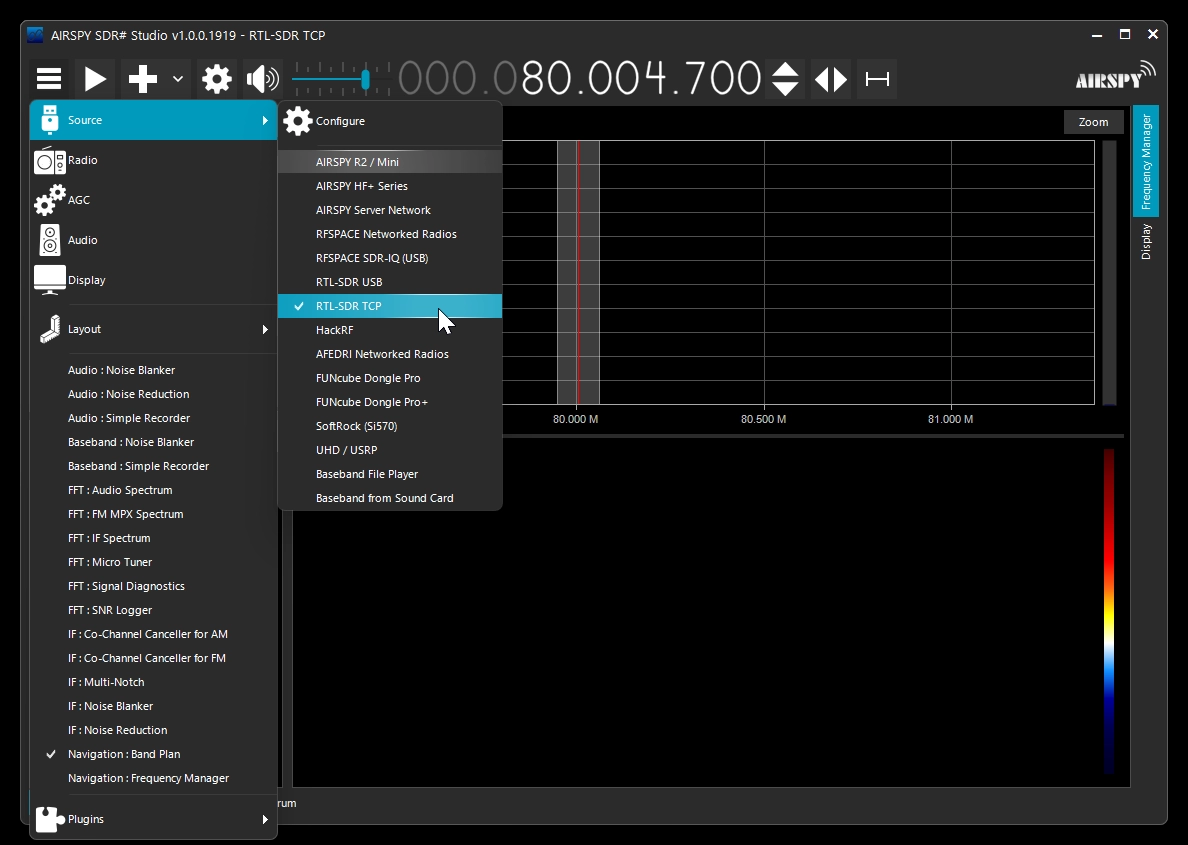 AIRSPY SDR# Studio v1.0.0.1919 - RTL-SDR TCP
000.080.004.700
AIRSPY
Source
Radio
AGC
Audio
Display
Layout
Audio : Noise Blanker
Audio : Noise Reduction
Audio : Simple Recorder
Baseband : Noise Blanker
Baseband : Simple Recorder
FFT : Audio Spectrum
FFT : FM MPX Spectrum
FFT : IF Spectrum
FFT : Micro Tuner
FFT : Signal Diagnostics
FFT : SNR Logger
IF : Co-Channel Canceller for AM
IF : Co-Channel Canceller for FM
IF : Multi-Notch
IF : Noise Blanker
IF : Noise Reduction
Navigation : Band Plan
Navigation : Frequency Manager
Plugins
Configure
AIRSPY R2 / Mini
AIRSPY HF+ Series
AIRSPY Server Network
RFSPACE Networked Radios
RFSPACE SDR-IQ (USB)
RTL-SDR USB
RTL-SDR TCP
HackRF
AFEDRI Networked Radios
FUNcube Dongle Pro
FUNcube Dongle Pro+
SoftRock (Si570)
UHD / USRP
Baseband File Player
Baseband from Sound Card
Zoom
80.000 M
80.500 M
81.000 M
Frequency Manager
Display
rum